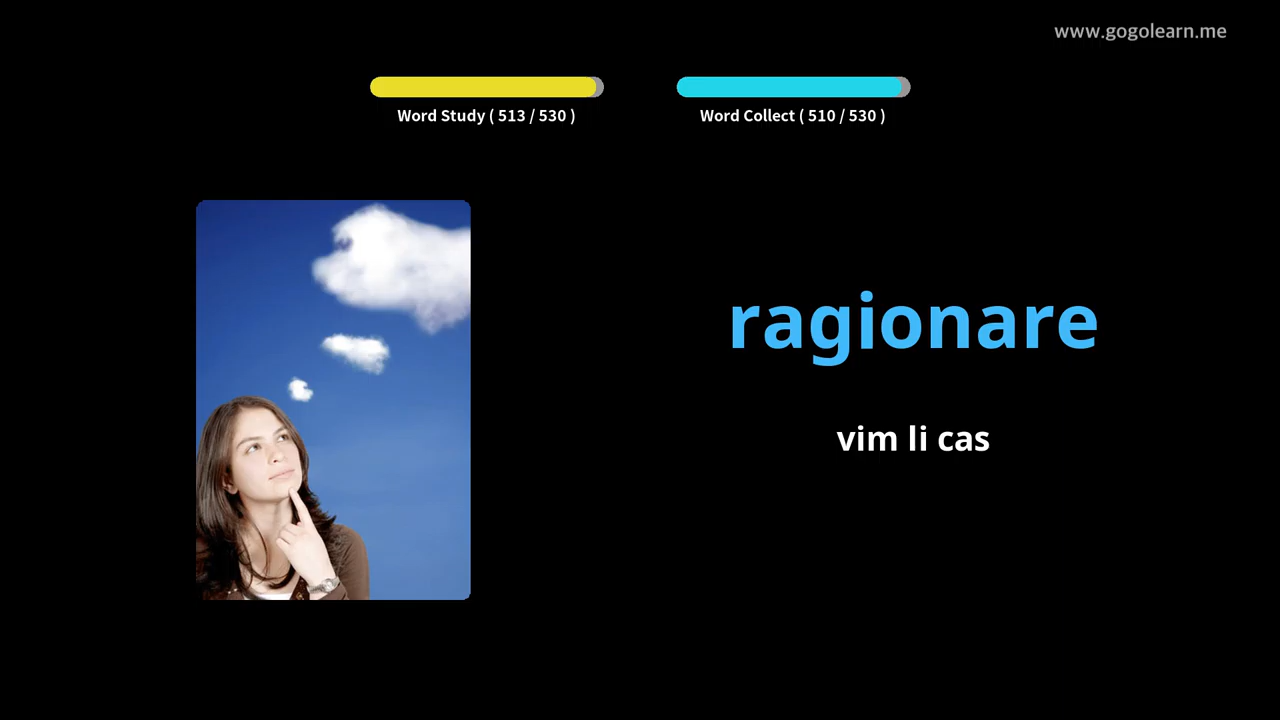 www.gogolearn.me
Word Study ( 513 / 530 )
Word Collect ( 510 / 530 )
ragionare
vim li cas